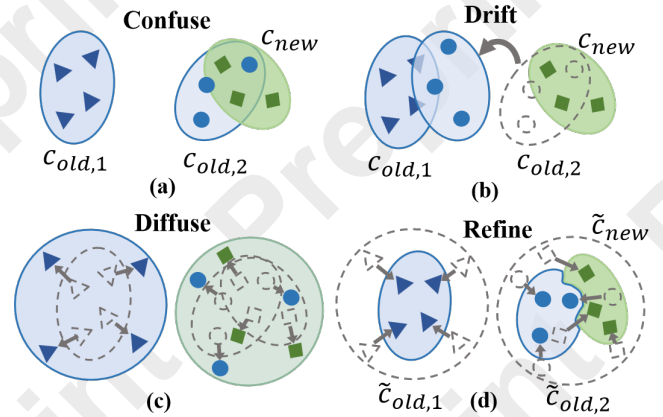 Confuse
c_new
c_old,1
c_old,2
(a)
Drift
c_new
c_old,1
c_old,2
(b)
Diffuse
(c)
Refine
c̃_new
c̃_old,1
c̃_old,2
(d)
Preprint